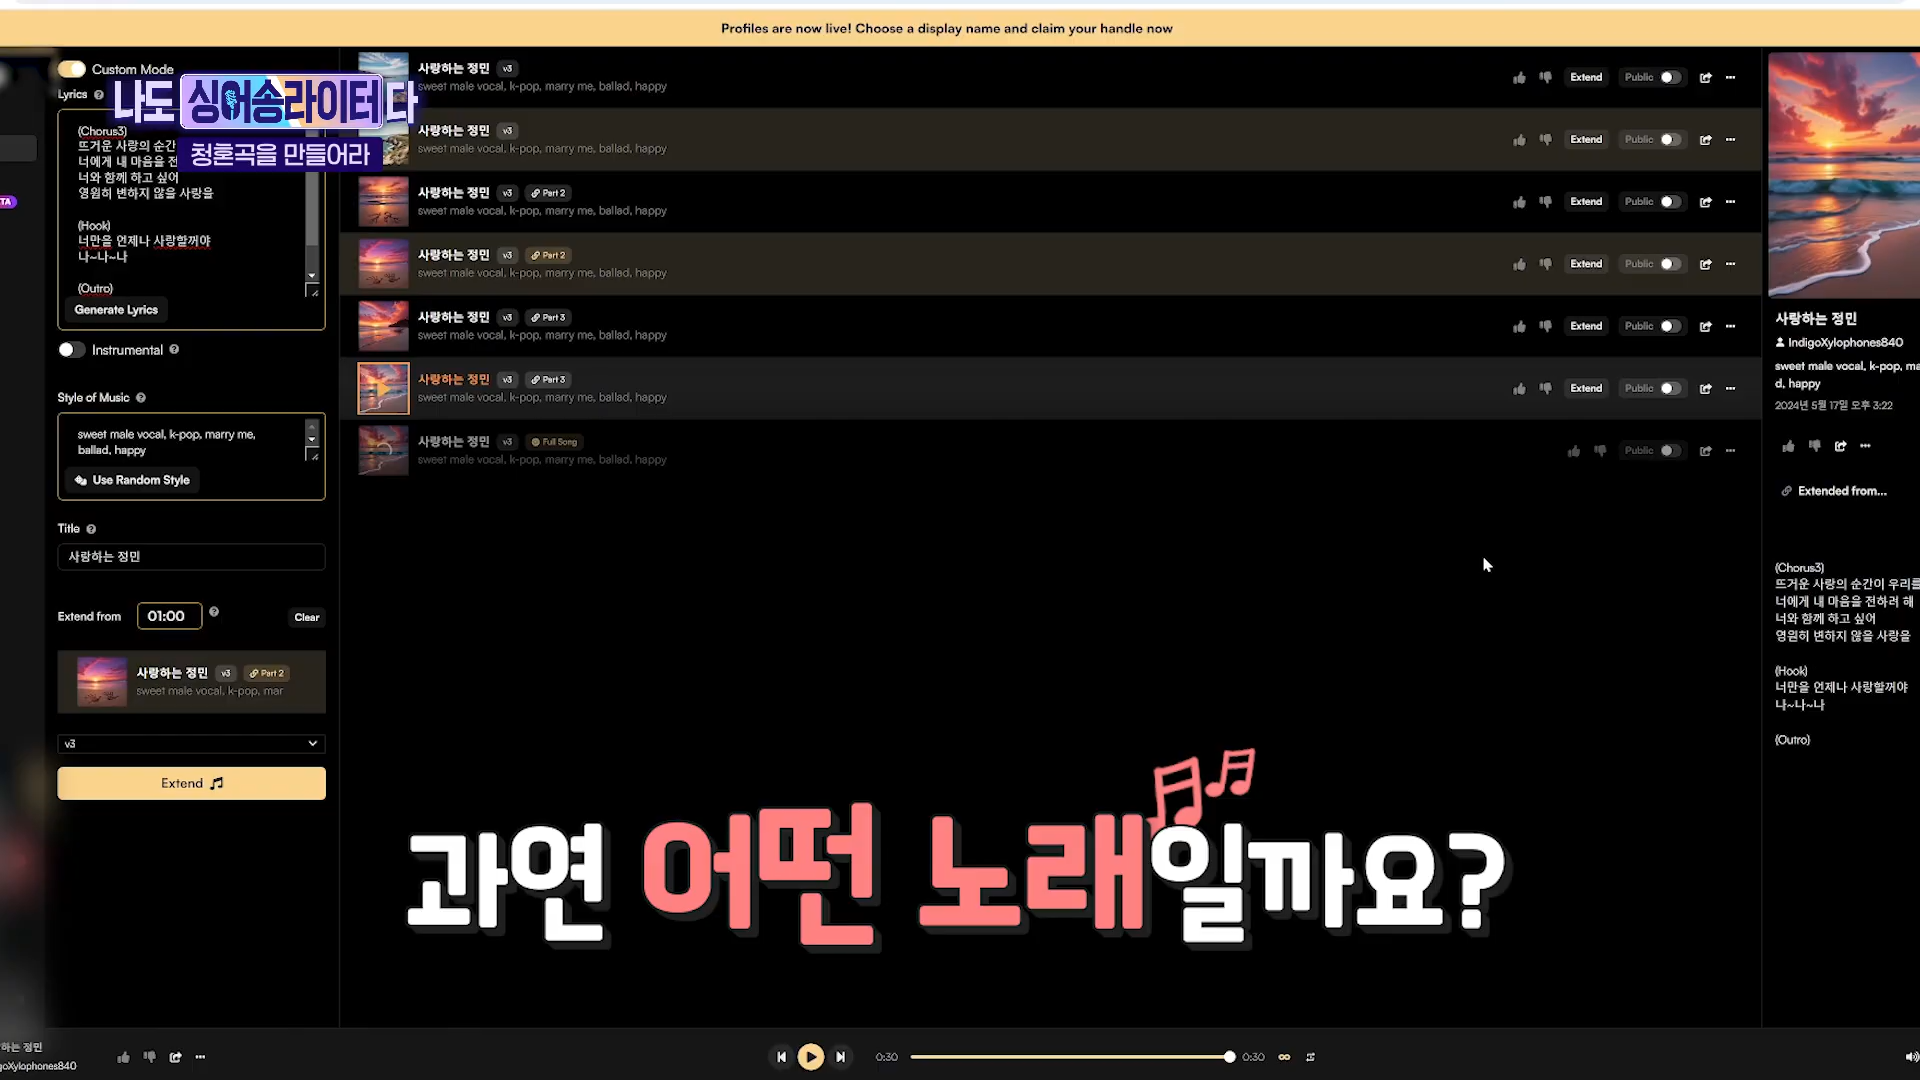 Profiles are now live! Choose a display name and claim your handle now
Custom Mode
Lyrics
나도 싱어송라이터다
청혼곡을 만들어라
(Chorus3)
뜨거운 사랑의 순간
너에게 내 마음을 전
너와 함께 하고 싶어
영원히 변하지 않을 사랑을
(Hook)
너만을 언제나 사랑할꺼야
나~나~나
(Outro)
Generate Lyrics
Instrumental
Style of Music
sweet male vocal, k-pop, marry me,
ballad, happy
Use Random Style
Title
사랑하는 정민
Extend from 01:00 Clear
사랑하는 정민 v3 Part 2
sweet male vocal, k-pop, mar
v3
Extend
TA
사랑하는 정민 v3
sweet male vocal, k-pop, marry me, ballad, happy
Extend Public
사랑하는 정민 v3
sweet male vocal, k-pop, marry me, ballad, happy
Extend Public
사랑하는 정민 v3 Part 2
sweet male vocal, k-pop, marry me, ballad, happy
Extend Public
사랑하는 정민 v3 Part 2
sweet male vocal, k-pop, marry me, ballad, happy
Extend Public
사랑하는 정민 v3 Part 3
sweet male vocal, k-pop, marry me, ballad, happy
Extend Public
사랑하는 정민 v3 Part 3
sweet male vocal, k-pop, marry me, ballad, happy
Extend Public
사랑하는 정민 v3 Full Song
sweet male vocal, k-pop, marry me, ballad, happy
Public
사랑하는 정민
IndigoXylophones840
sweet male vocal, k-pop, ma
d, happy
2024년 5월 17일 오후 3:22
Extended from...
(Chorus3)
뜨거운 사랑의 순간이 우리를
너에게 내 마음을 전하려 해
너와 함께 하고 싶어
영원히 변하지 않을 사랑을
(Hook)
너만을 언제나 사랑할꺼야
나~나~나
(Outro)
과연 어떤 노래일까요?
하는 정민
goXylophones840
0:30 0:30